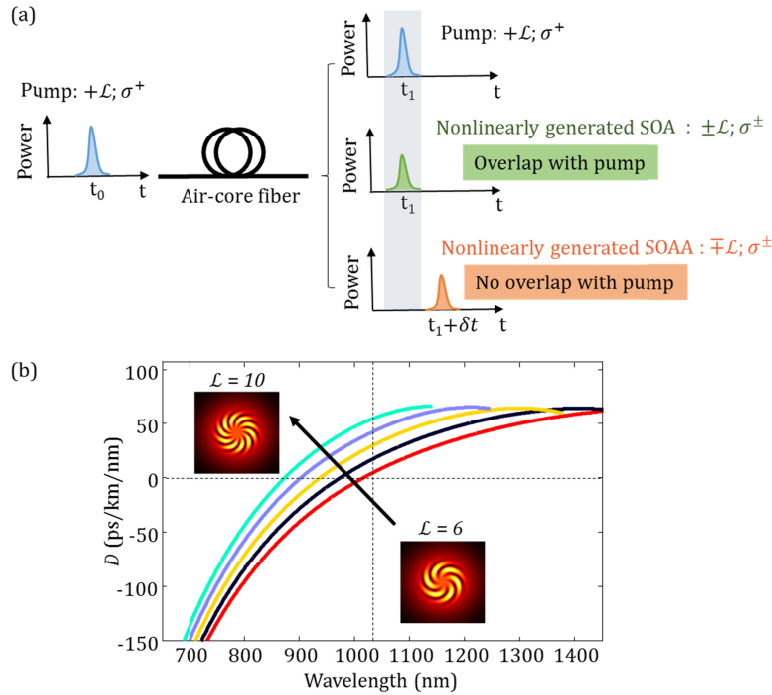 (a)
Pump: +ℒ; σ⁺
Power
t₀
t
Air-core fiber
Power
t₁
t
Pump: +ℒ; σ⁺
Power
t₁
t
Nonlinearly generated SOA : ±ℒ; σ±
Overlap with pump
Power
t₁+δt
t
Nonlinearly generated SOAA : ∓ℒ; σ±
No overlap with pump
(b)
100
50
0
-50
-100
-150
D (ps/km/nm)
ℒ = 10
ℒ = 6
700 800 900 1000 1100 1200 1300 1400
Wavelength (nm)